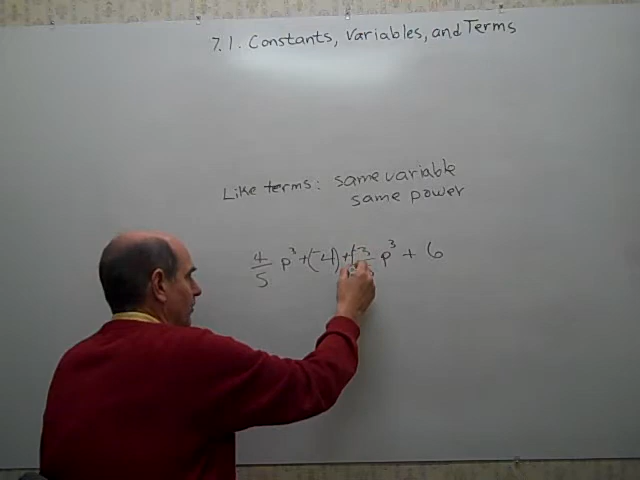 7.1. Constants, Variables, and Terms
Like terms: same variable
same power
4/5 p³ + (-4) + (-3/ p³ + 6